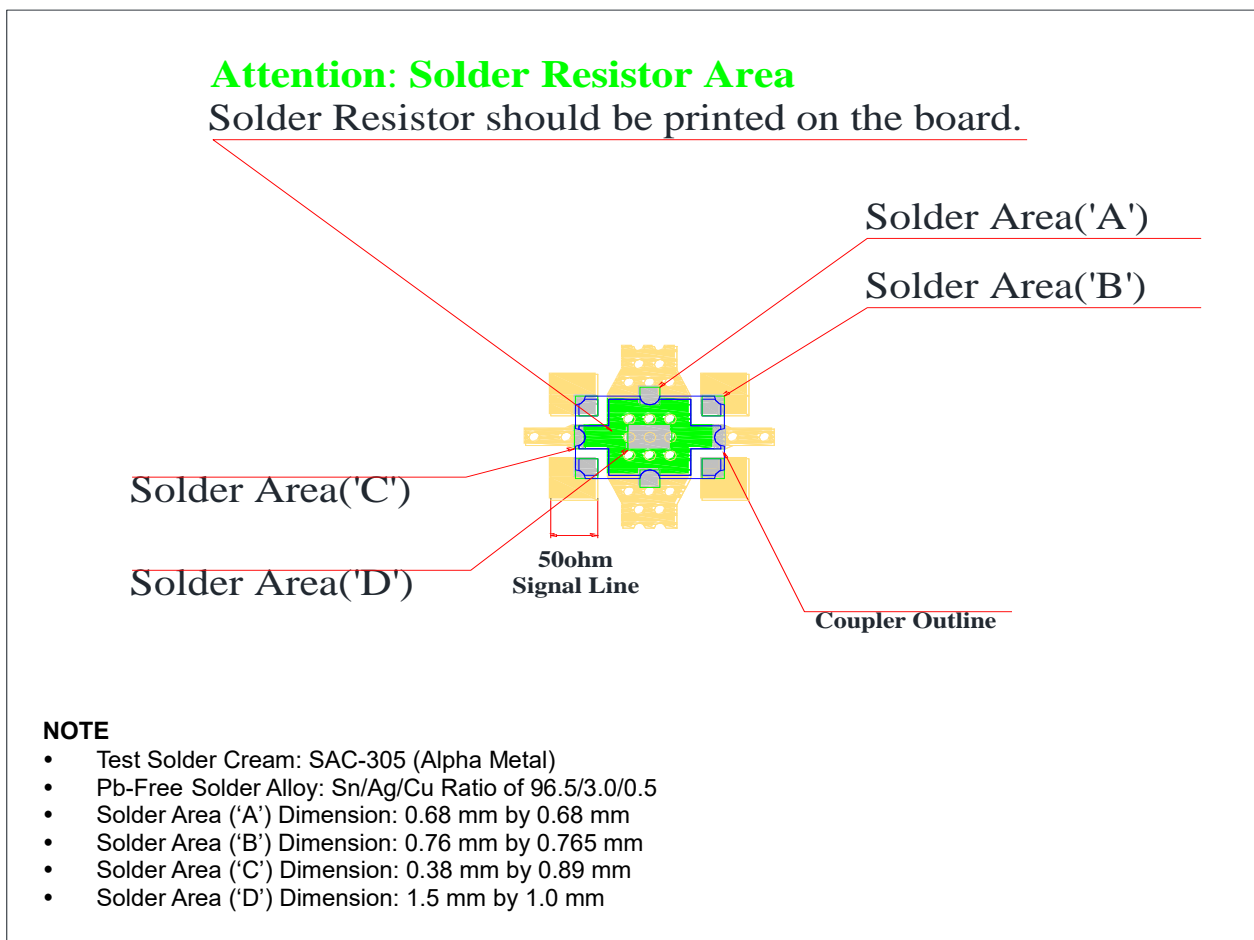 Attention: Solder Resistor Area
Solder Resistor should be printed on the board.
Solder Area('A')
Solder Area('B')
Solder Area('C')
Solder Area('D')
50ohm
Signal Line
Coupler Outline
NOTE
• Test Solder Cream: SAC-305 (Alpha Metal)
• Pb-Free Solder Alloy: Sn/Ag/Cu Ratio of 96.5/3.0/0.5
• Solder Area (‘A’) Dimension: 0.68 mm by 0.68 mm
• Solder Area (‘B’) Dimension: 0.76 mm by 0.765 mm
• Solder Area (‘C’) Dimension: 0.38 mm by 0.89 mm
• Solder Area (‘D’) Dimension: 1.5 mm by 1.0 mm